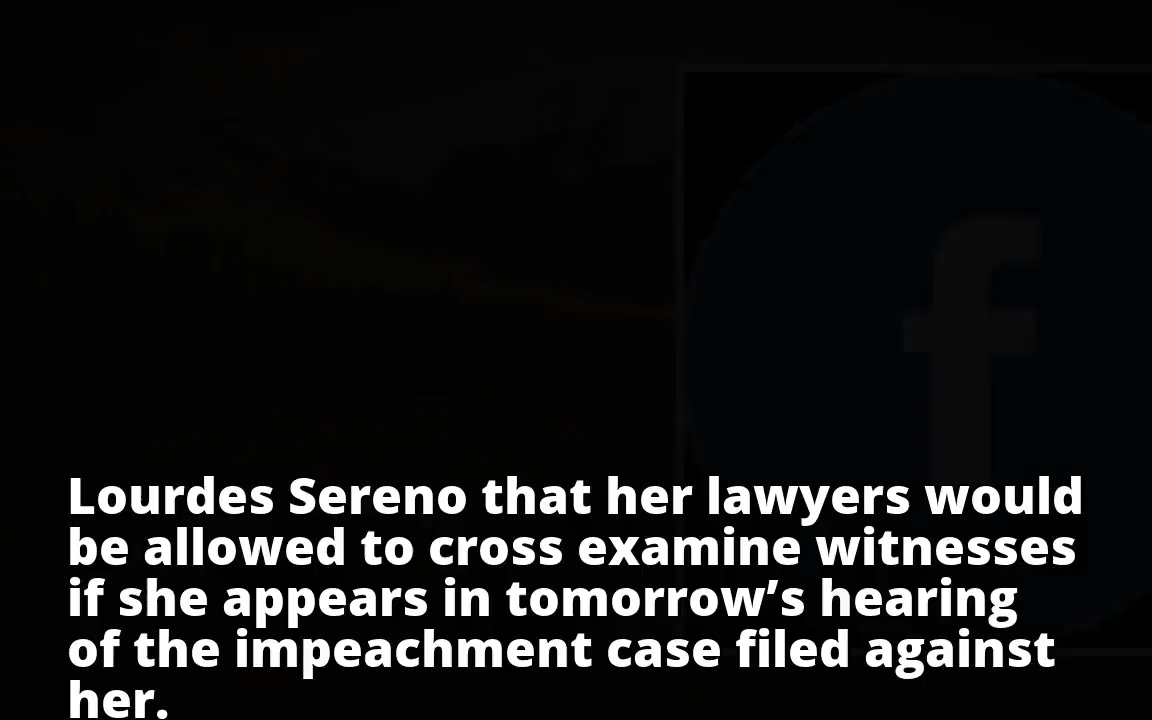 Lourdes Sereno that her lawyers would
be allowed to cross examine witnesses
if she appears in tomorrow’s hearing
of the impeachment case filed against
her.